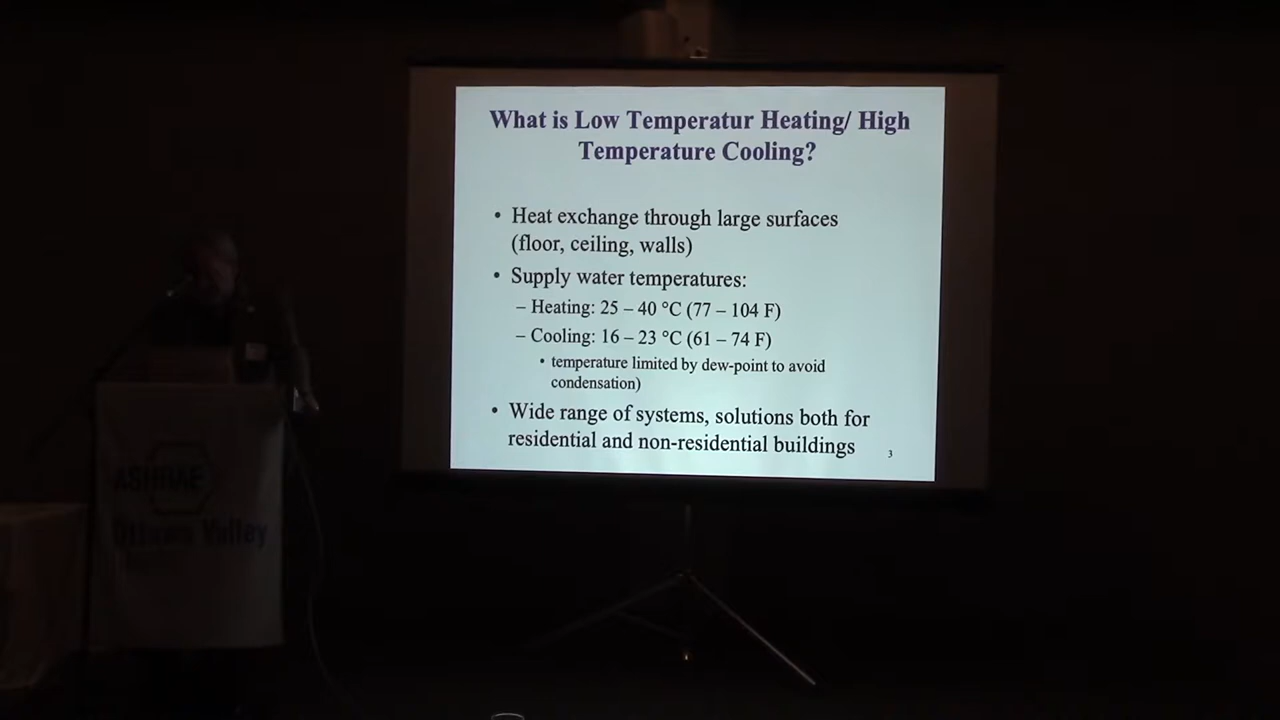 What is Low Temperatur Heating/ High
Temperature Cooling?
• Heat exchange through large surfaces
(floor, ceiling, walls)
• Supply water temperatures:
– Heating: 25 – 40 °C (77 – 104 F)
– Cooling: 16 – 23 °C (61 – 74 F)
• temperature limited by dew-point to avoid
condensation)
• Wide range of systems, solutions both for
residential and non-residential buildings
3
ASHRAE
Ottawa Valley